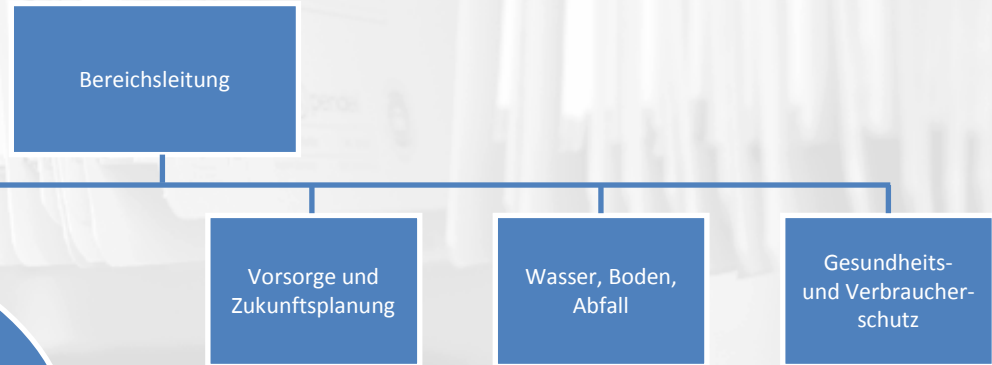 Bereichsleitung
Vorsorge und
Zukunftsplanung
Wasser, Boden,
Abfall
Gesundheits-
und Verbraucher-
schutz